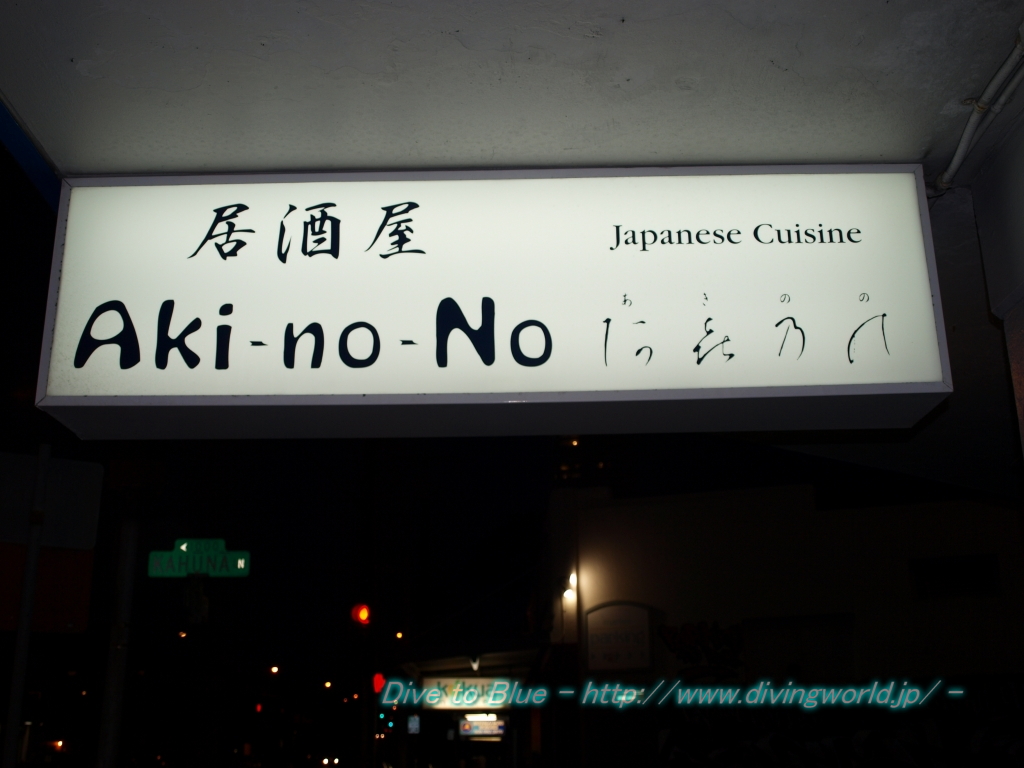 居酒屋
Japanese Cuisine
Aki-no-No
あ き の の
Dive to Blue - http://www.divingworld.jp/ -